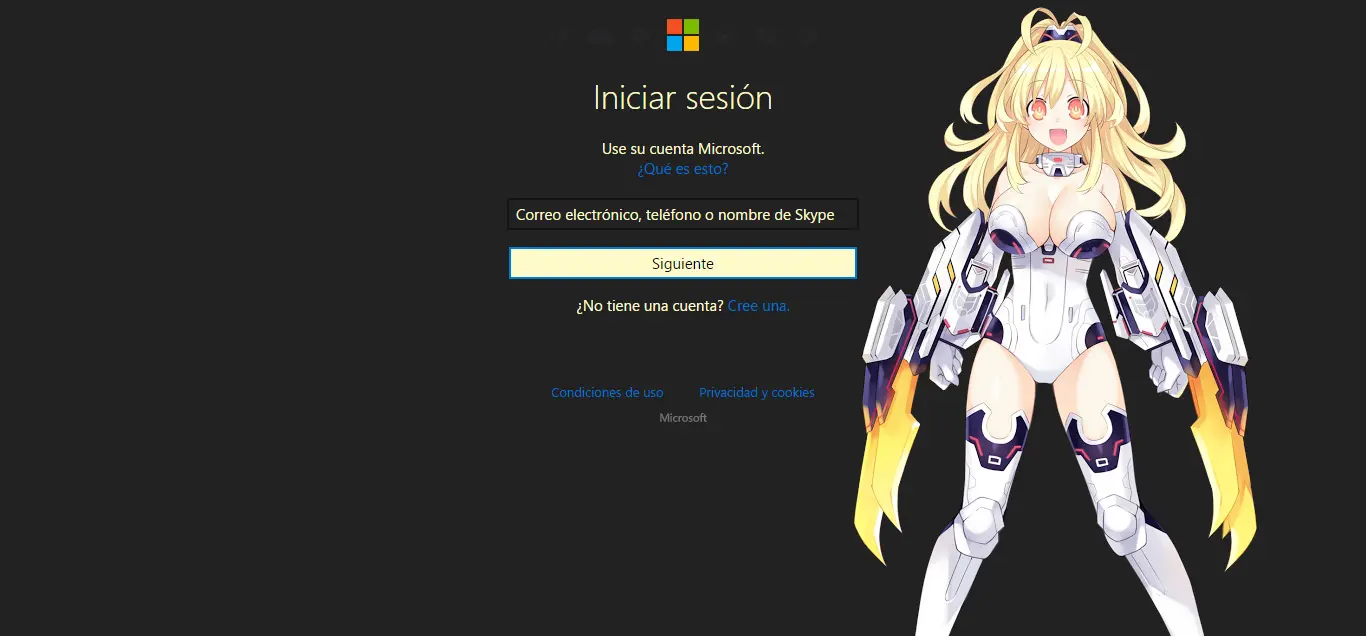 Iniciar sesión
Use su cuenta Microsoft.
¿Qué es esto?
Correo electrónico, teléfono o nombre de Skype
Siguiente
¿No tiene una cuenta? Cree una.
Condiciones de uso Privacidad y cookies
Microsoft